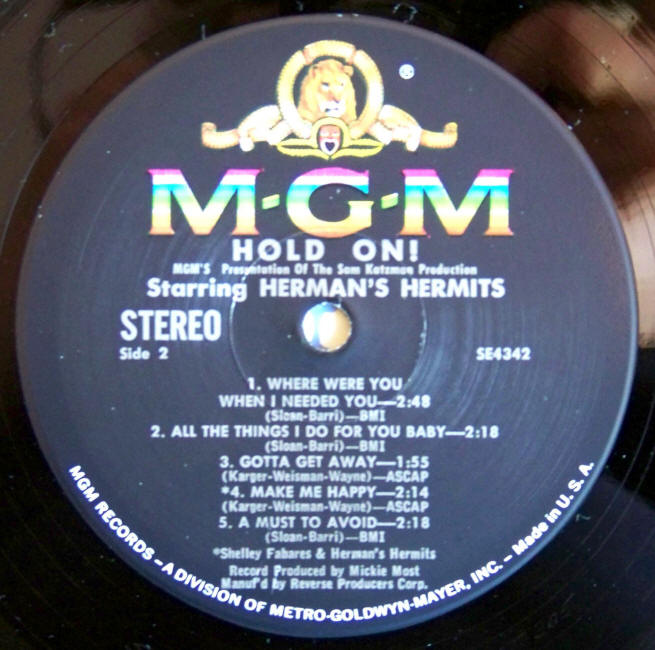 ®
M-G-M
HOLD ON!
MGM'S Presentation Of The Sam Katzman Production
Starring HERMAN'S HERMITS
STEREO
Side 2
SE4342
1. WHERE WERE YOU
WHEN I NEEDED YOU—2:48
(Sloan-Barri)—BMI
2. ALL THE THINGS I DO FOR YOU BABY—2:18
(Sloan-Barri)—BMI
3. GOTTA GET AWAY—1:55
(Karger-Weisman-Wayne)—ASCAP
*4. MAKE ME HAPPY—2:14
(Karger-Weisman-Wayne)—ASCAP
5. A MUST TO AVOID—2:18
(Sloan-Barri)—BMI
*Shelley Fabares & Herman's Hermits
Record Produced by Mickie Most
Manuf'd by Reverse Producers Corp.
MGM RECORDS – A DIVISION OF METRO-GOLDWYN-MAYER, INC. – Made in U. S. A.